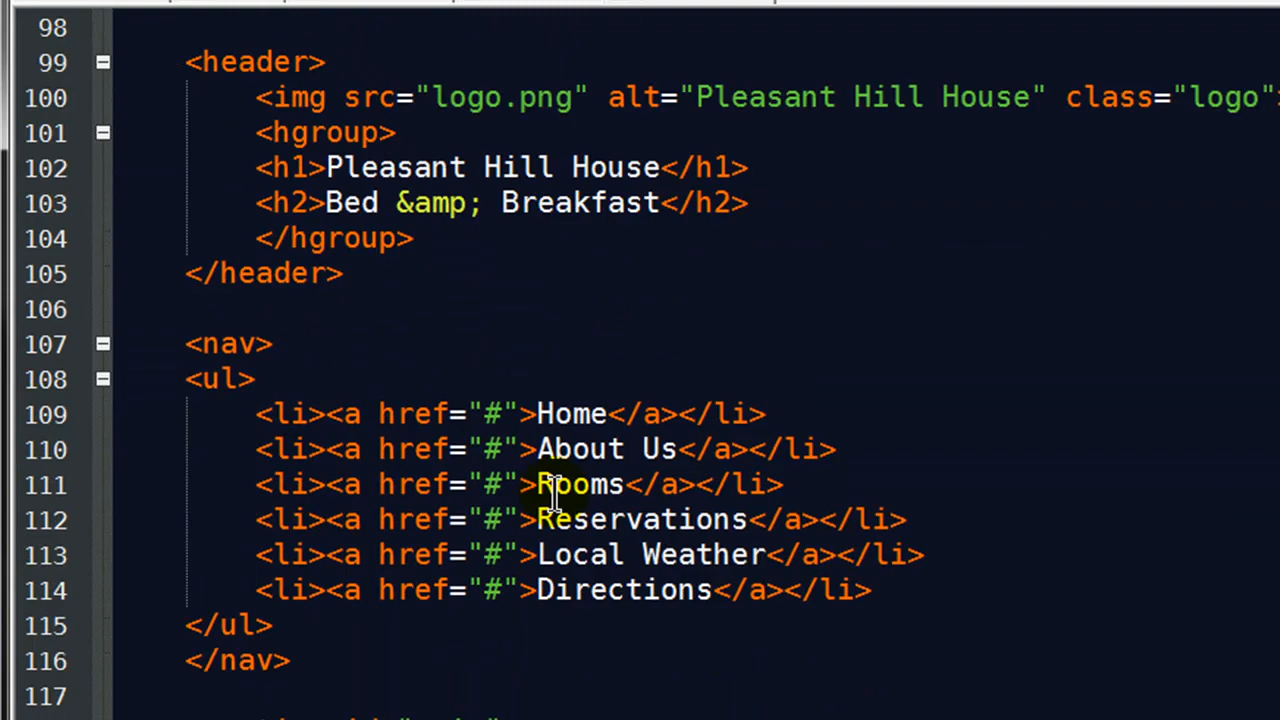 98
99 <header>
100 <img src="logo.png" alt="Pleasant Hill House" class="logo"
101 <hgroup>
102 <h1>Pleasant Hill House</h1>
103 <h2>Bed &amp; Breakfast</h2>
104 </hgroup>
105 </header>
106
107 <nav>
108 <ul>
109 <li><a href="#">Home</a></li>
110 <li><a href="#">About Us</a></li>
111 <li><a href="#">Rooms</a></li>
112 <li><a href="#">Reservations</a></li>
113 <li><a href="#">Local Weather</a></li>
114 <li><a href="#">Directions</a></li>
115 </ul>
116 </nav>
117